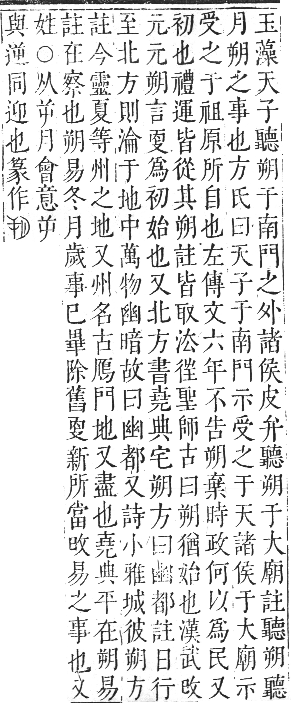 玉藻天子聽朔于南門之外諸侯皮弁聽朔于大廟註聽朔聽
月朔之事也方氏曰天子于南門示受之于天諸侯于大廟示
受之于祖原所自也左傳文六年不告朔棄時政何以爲民又
初也禮運皆從其朔註皆取法徃聖師古曰朔猶始也漢武改
元元朔言更爲初始也又北方書堯典宅朔方曰幽都註日行
至北方則淪于地中萬物幽暗故曰幽都又詩小雅城彼朔方
註今靈夏等州之地又州名古鴈門地又盡也堯典平在朔易
註在察也朔易冬月歲事已畢除舊更新所當改易之事也又
姓○从屰月會意屰
與逆同迎也篆作